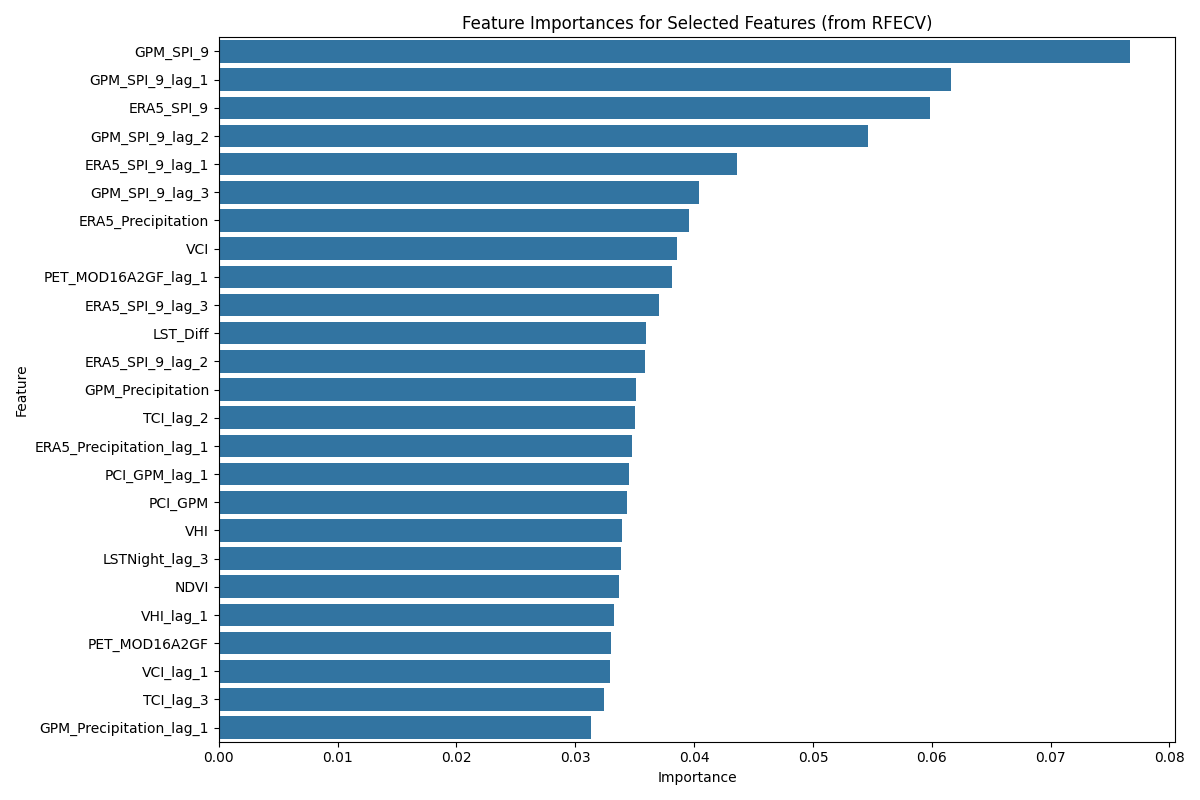 Feature Importances for Selected Features (from RFECV)
GPM_SPI_9
GPM_SPI_9_lag_1
ERA5_SPI_9
GPM_SPI_9_lag_2
ERA5_SPI_9_lag_1
GPM_SPI_9_lag_3
ERA5_Precipitation
VCI
PET_MOD16A2GF_lag_1
ERA5_SPI_9_lag_3
LST_Diff
ERA5_SPI_9_lag_2
GPM_Precipitation
TCI_lag_2
ERA5_Precipitation_lag_1
PCI_GPM_lag_1
PCI_GPM
VHI
LSTNight_lag_3
NDVI
VHI_lag_1
PET_MOD16A2GF
VCI_lag_1
TCI_lag_3
GPM_Precipitation_lag_1
Feature
0.00 0.01 0.02 0.03 0.04 0.05 0.06 0.07 0.08
Importance